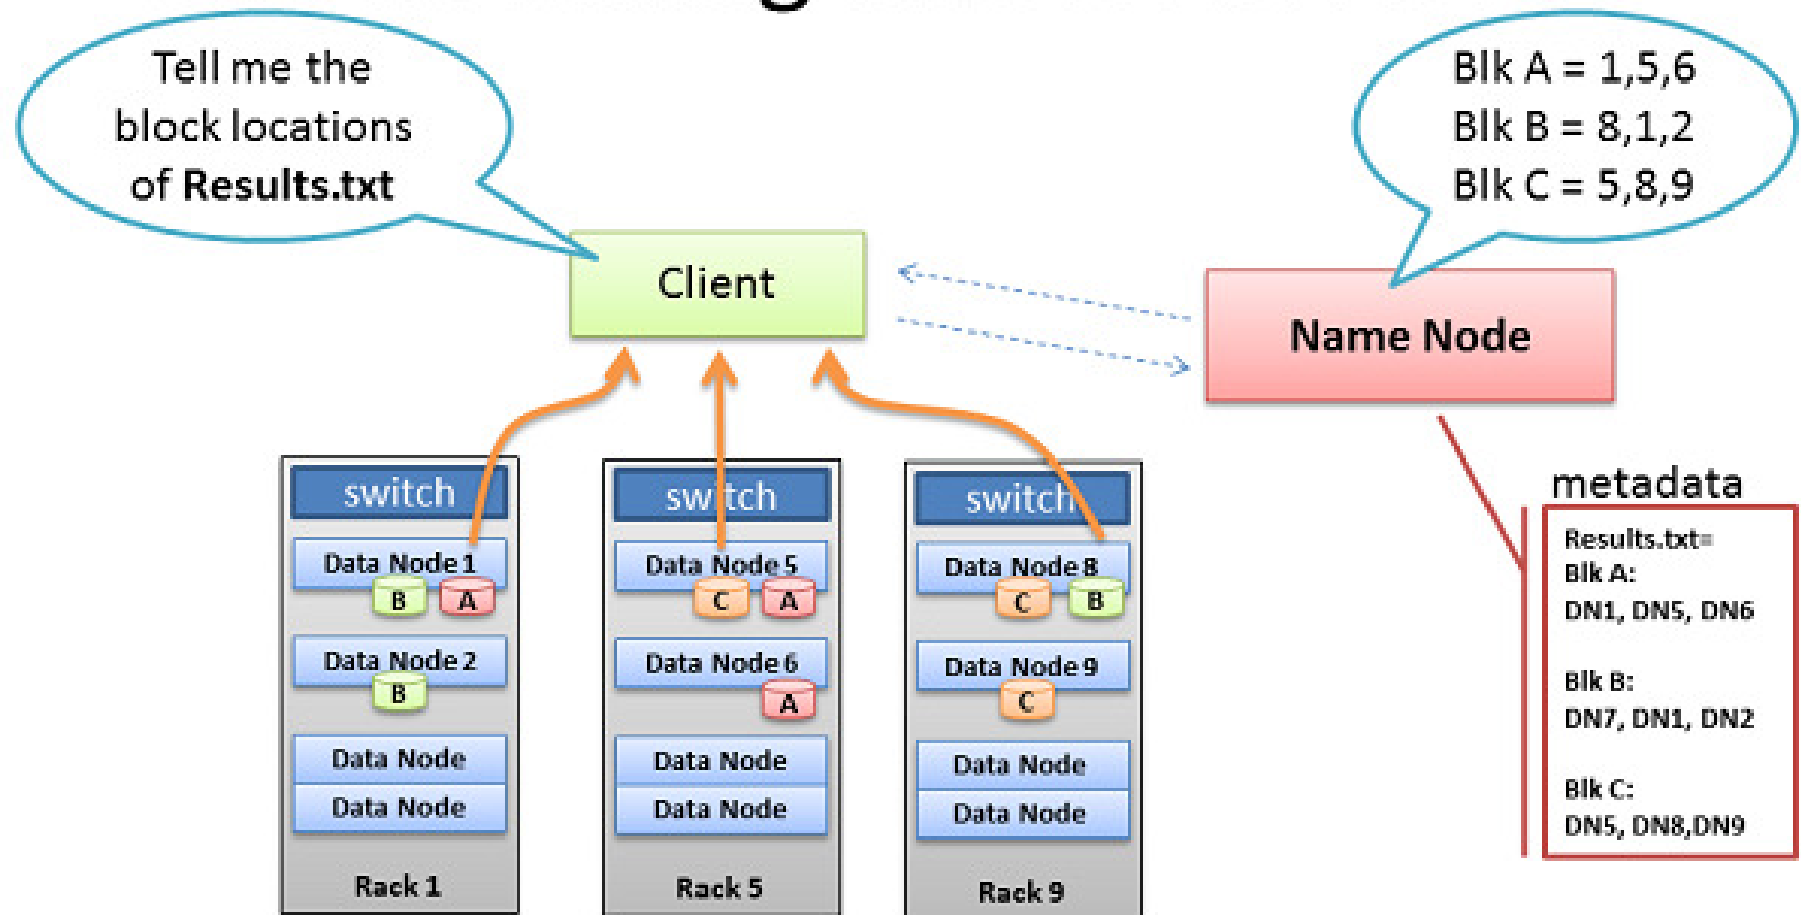 Tell me the
block locations
of Results.txt
Blk A = 1,5,6
Blk B = 8,1,2
Blk C = 5,8,9
Client
Name Node
switch
Data Node 1
B
A
Data Node 2
B
Data Node
Data Node
Rack 1
switch
Data Node 5
C
A
Data Node 6
A
Data Node
Data Node
Rack 5
switch
Data Node 8
C
B
Data Node 9
C
Data Node
Data Node
Rack 9
metadata
Results.txt=
Blk A:
DN1, DN5, DN6
Blk B:
DN7, DN1, DN2
Blk C:
DN5, DN8,DN9